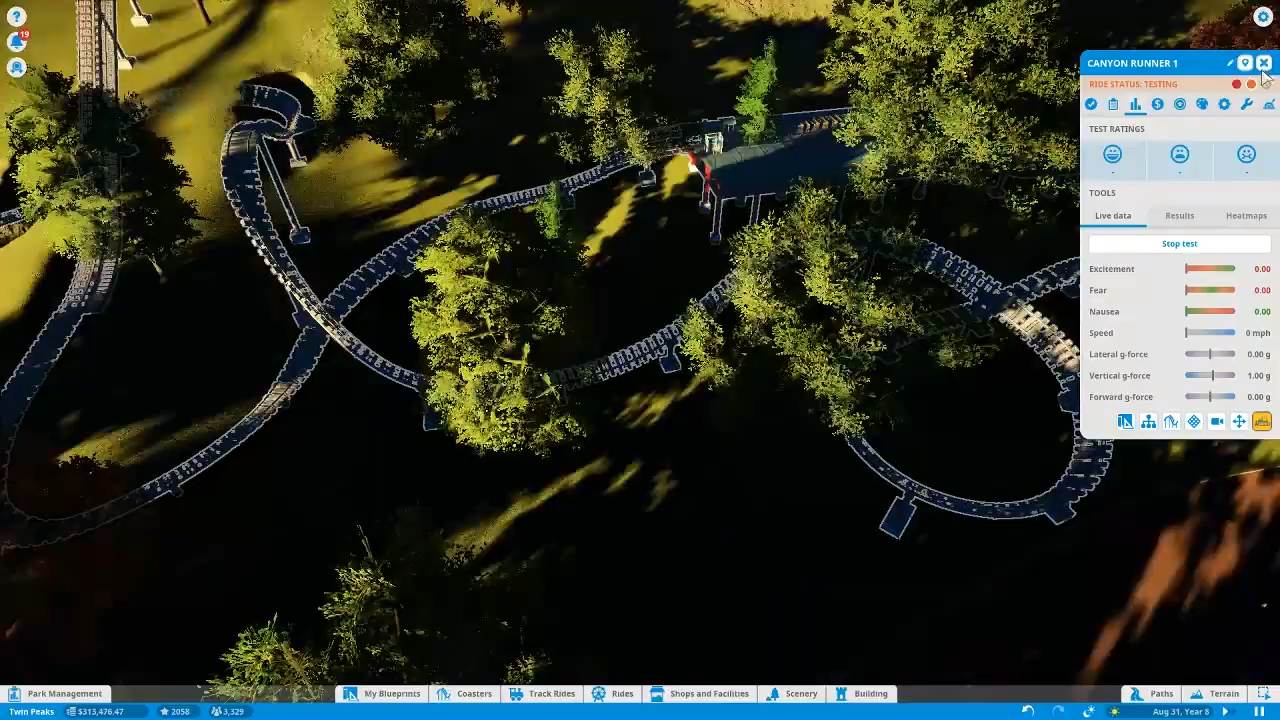 19
CANYON RUNNER 1
RIDE STATUS: TESTING
TEST RATINGS
- - -
TOOLS
Live data Results Heatmaps
Stop test
Excitement 0.00
Fear 0.00
Nausea 0.00
Speed 0 mph
Lateral g-force 0.00 g
Vertical g-force 1.00 g
Forward g-force 0.00 g
Park Management My Blueprints Coasters Track Rides Rides Shops and Facilities Scenery Building Paths Terrain
Twin Peaks $313,476.47 2058 3,329 Aug 31, Year 8